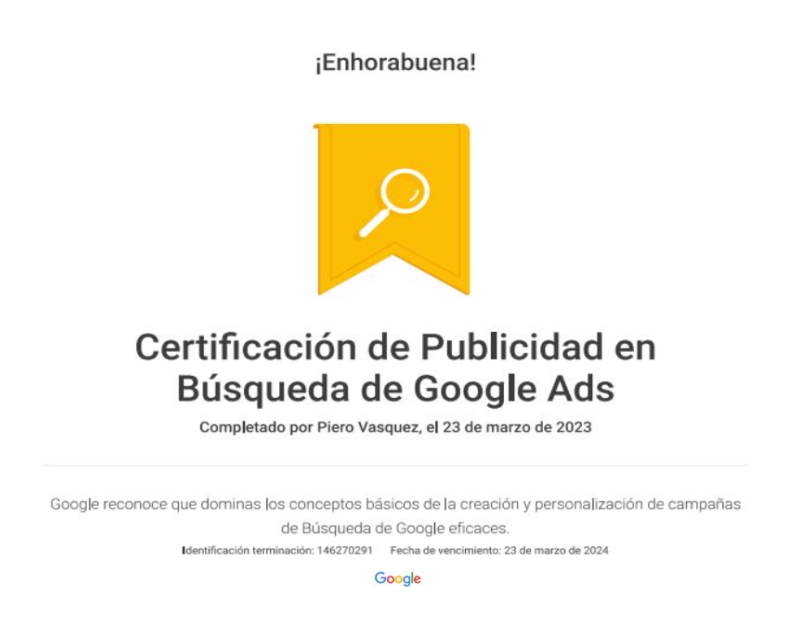 ¡Enhorabuena!
Certificación de Publicidad en
Búsqueda de Google Ads
Completado por Piero Vasquez, el 23 de marzo de 2023
Google reconoce que dominas los conceptos básicos de la creación y personalización de campañas
de Búsqueda de Google eficaces.
Identificación terminación: 146270291 Fecha de vencimiento: 23 de marzo de 2024
Google